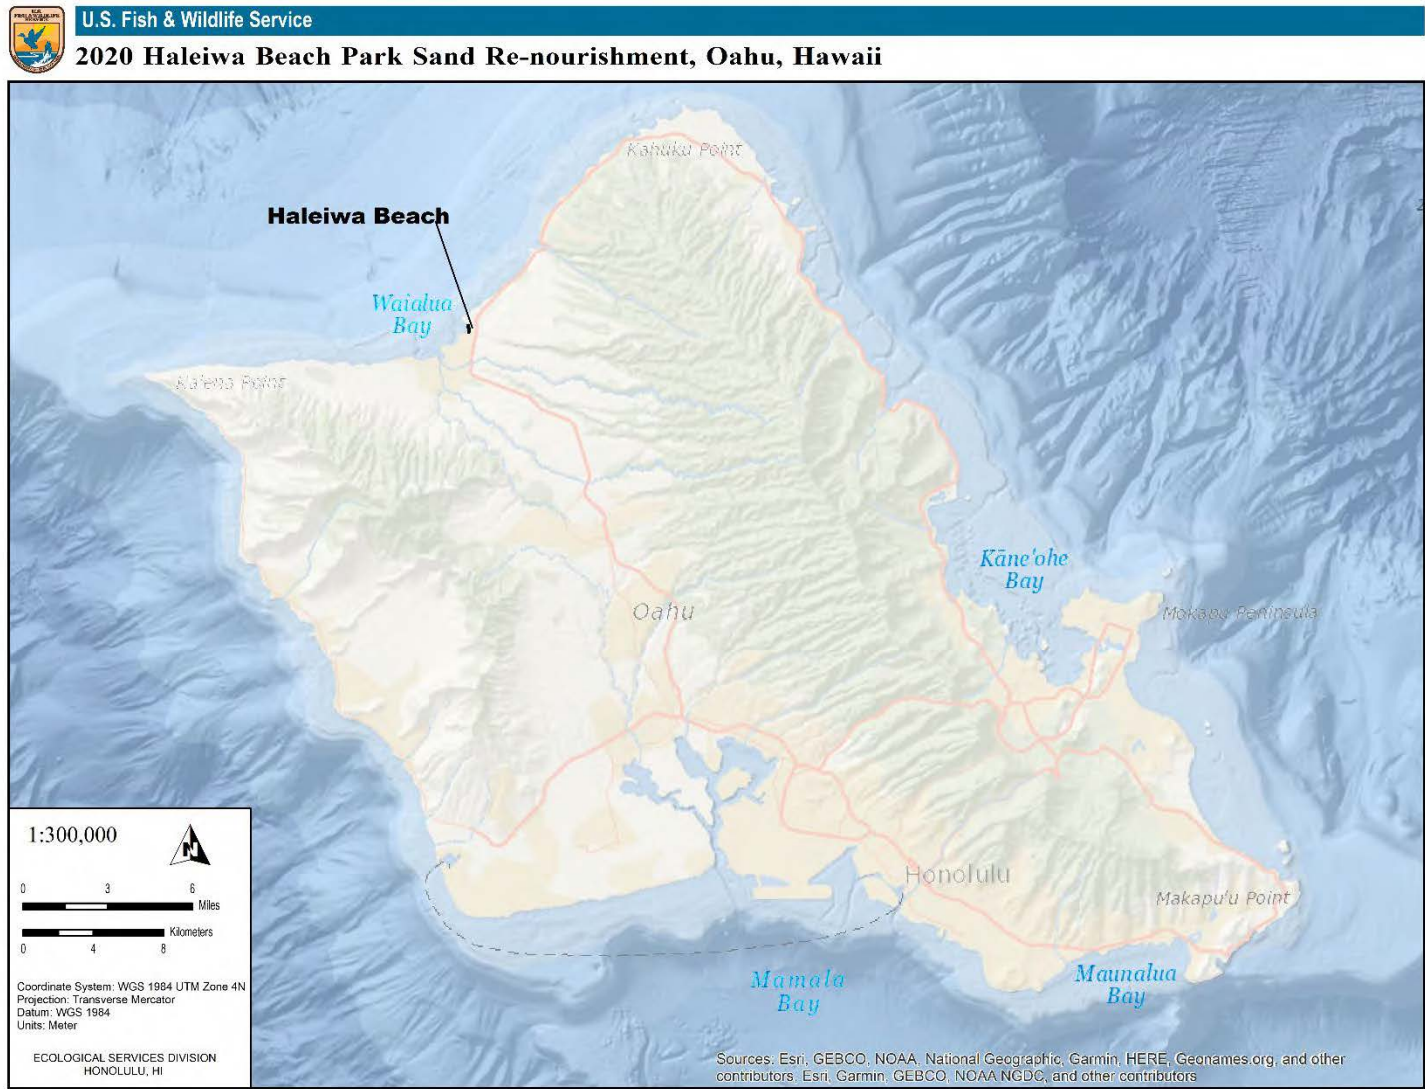 U.S. Fish & Wildlife Service
2020 Haleiwa Beach Park Sand Re-nourishment, Oahu, Hawaii
Kahuku Point
Haleiwa Beach
Waialua
Bay
Ka'ena Point
Kāne'ohe
Bay
Oahu
Mokapu Peninsula
1:300,000
N
0 3 6
Miles
Kilometers
0 4 8
Honolulu
Makapu'u Point
Mamala
Bay
Maunalua
Bay
Coordinate System: WGS 1984 UTM Zone 4N
Projection: Transverse Mercator
Datum: WGS 1984
Units: Meter
ECOLOGICAL SERVICES DIVISION
HONOLULU, HI
Sources: Esri, GEBCO, NOAA, National Geographic, Garmin, HERE, Geonames.org, and other
contributors, Esri, Garmin, GEBCO, NOAA NGDC, and other contributors